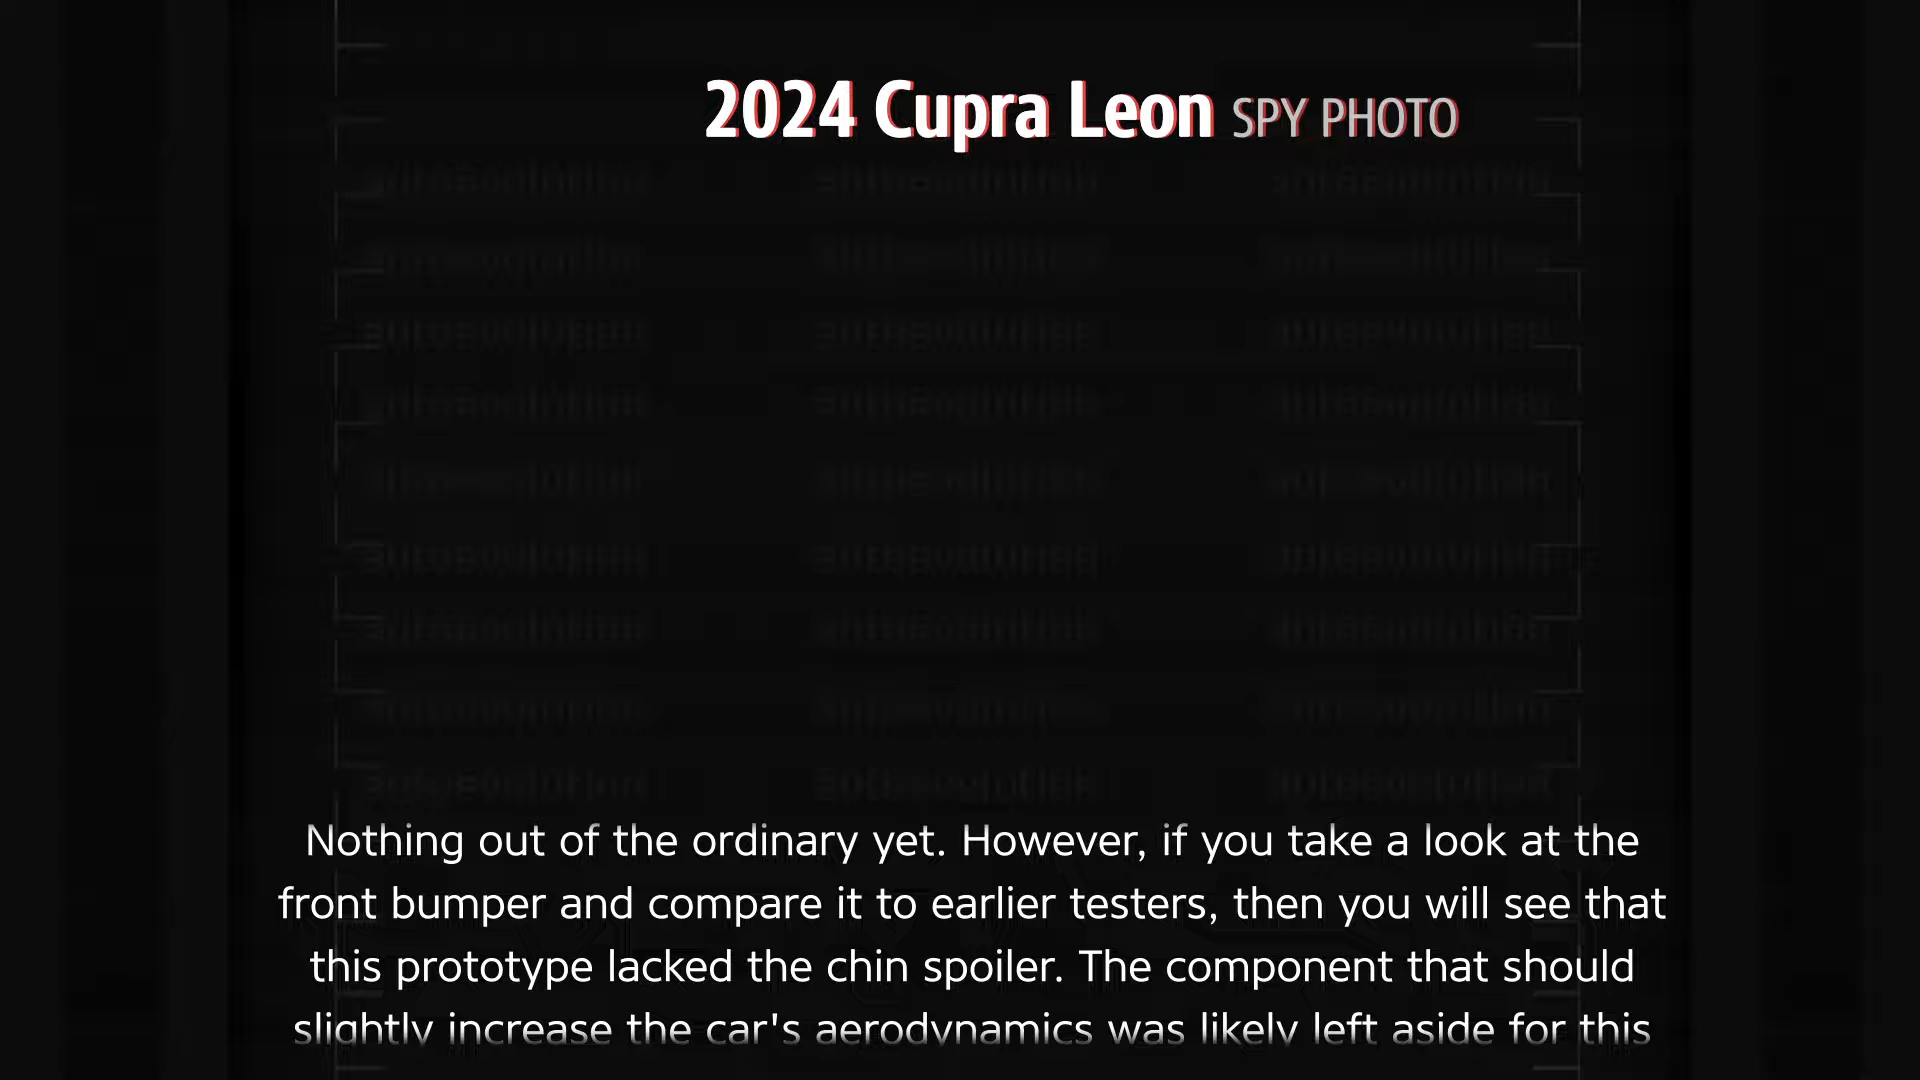 2024 Cupra Leon SPY PHOTO
Nothing out of the ordinary yet. However, if you take a look at the
front bumper and compare it to earlier testers, then you will see that
this prototype lacked the chin spoiler. The component that should
slightly increase the car's aerodynamics was likely left aside for this